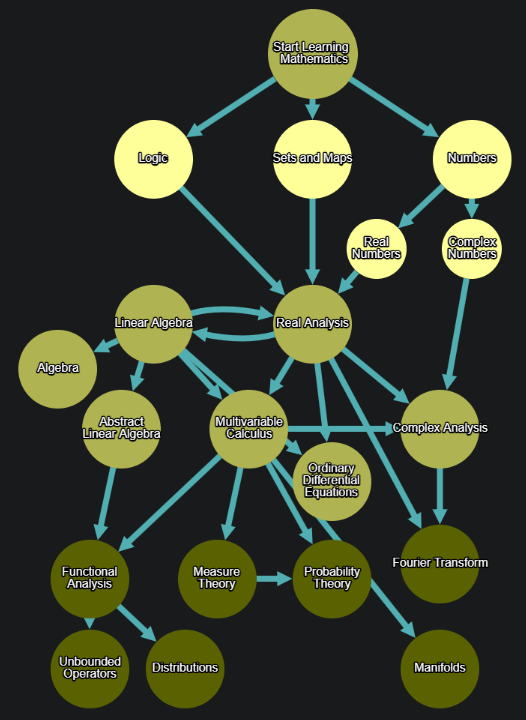 Start Learning
Mathematics
Logic
Sets and Maps
Numbers
Real
Numbers
Complex
Numbers
Linear Algebra
Real Analysis
Algebra
Abstract
Linear Algebra
Multivariable
Calculus
Complex Analysis
Ordinary
Differential
Equations
Functional
Analysis
Measure
Theory
Probability
Theory
Fourier Transform
Unbounded
Operators
Distributions
Manifolds